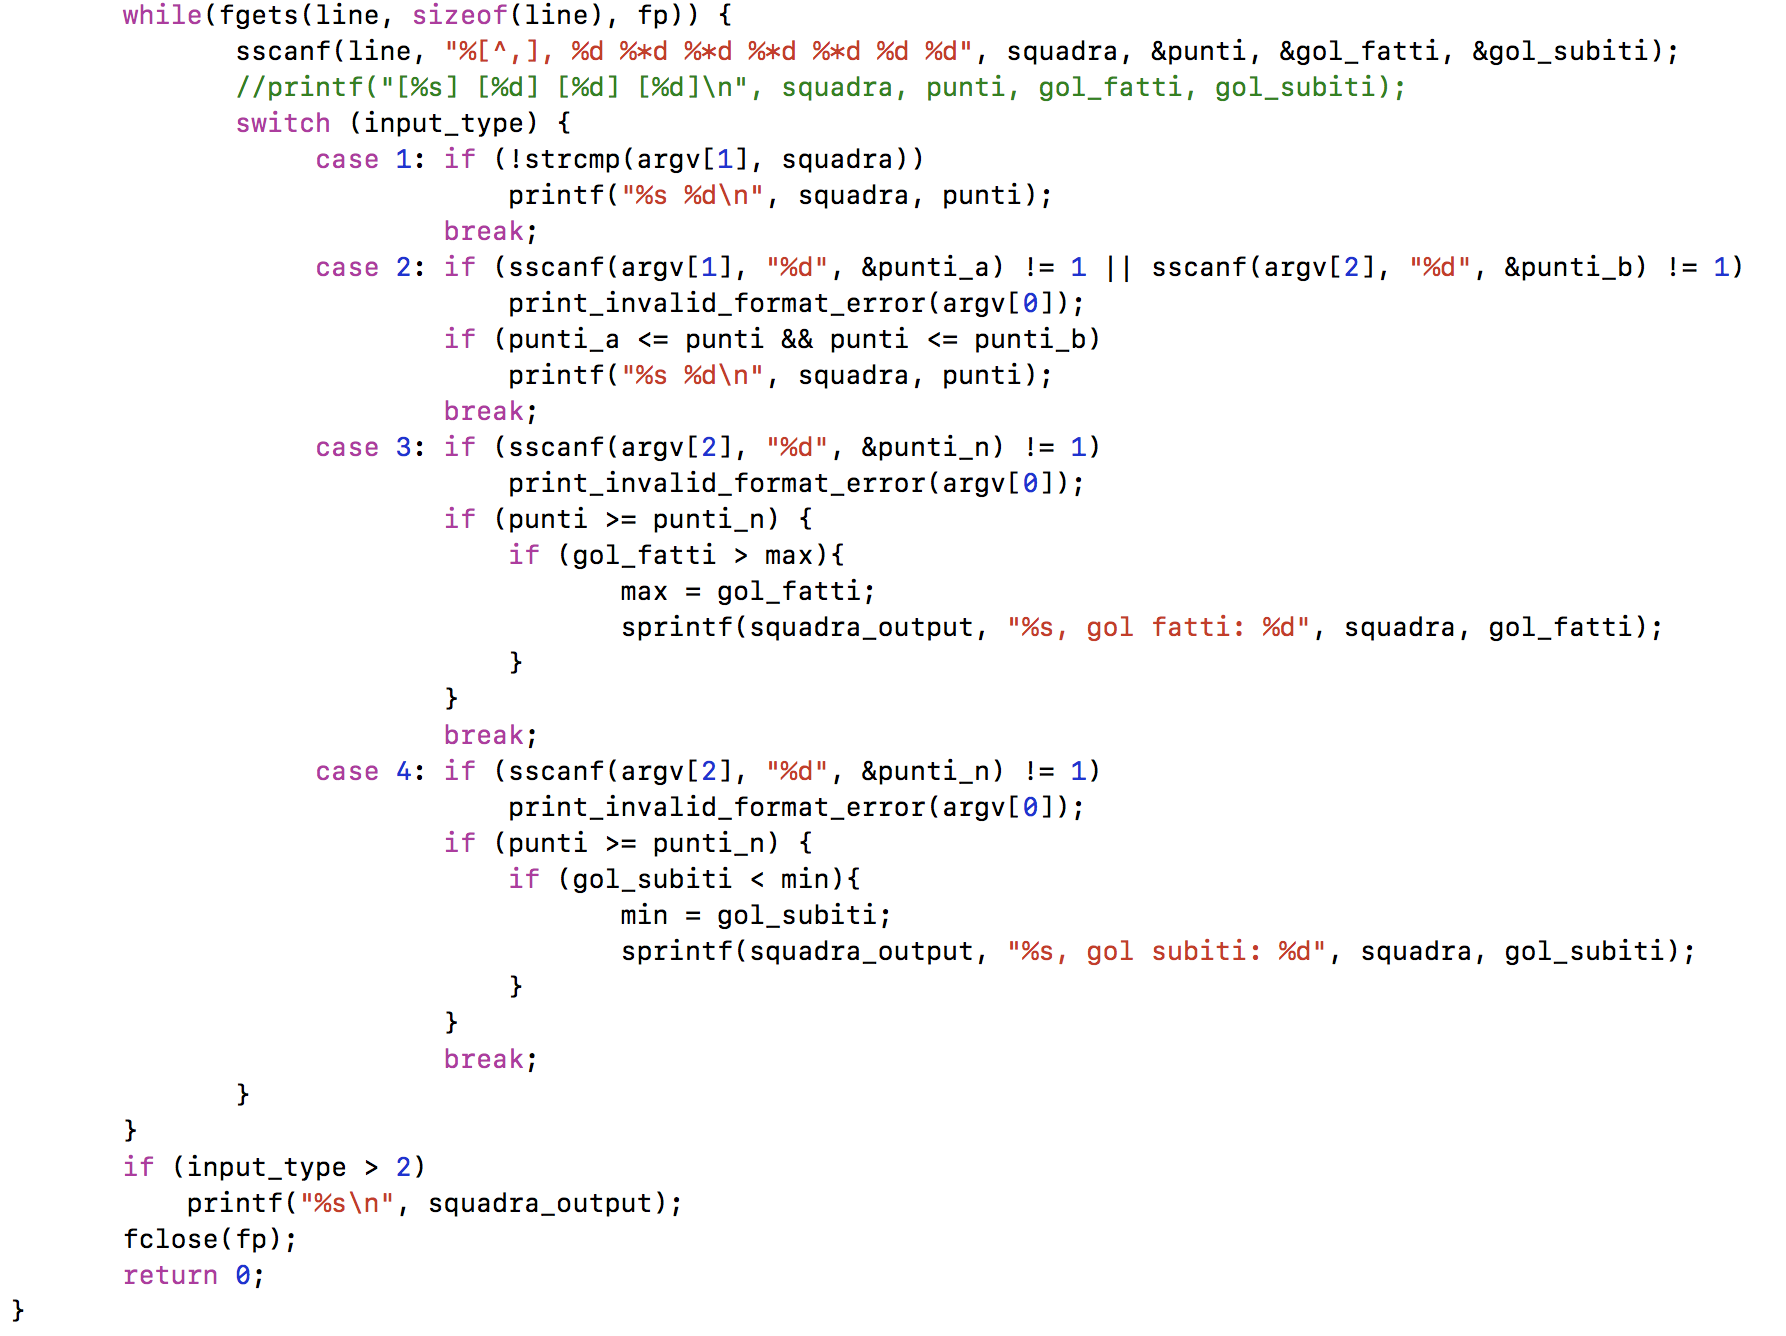 while(fgets(line, sizeof(line), fp)) {
sscanf(line, "%[^,], %d %*d %*d %*d %*d %d %d", squadra, &punti, &gol_fatti, &gol_subiti);
//printf("[%s] [%d] [%d] [%d]\n", squadra, punti, gol_fatti, gol_subiti);
switch (input_type) {
case 1: if (!strcmp(argv[1], squadra))
printf("%s %d\n", squadra, punti);
break;
case 2: if (sscanf(argv[1], "%d", &punti_a) != 1 || sscanf(argv[2], "%d", &punti_b) != 1)
print_invalid_format_error(argv[0]);
if (punti_a <= punti && punti <= punti_b)
printf("%s %d\n", squadra, punti);
break;
case 3: if (sscanf(argv[2], "%d", &punti_n) != 1)
print_invalid_format_error(argv[0]);
if (punti >= punti_n) {
if (gol_fatti > max){
max = gol_fatti;
sprintf(squadra_output, "%s, gol fatti: %d", squadra, gol_fatti);
}
}
break;
case 4: if (sscanf(argv[2], "%d", &punti_n) != 1)
print_invalid_format_error(argv[0]);
if (punti >= punti_n) {
if (gol_subiti < min){
min = gol_subiti;
sprintf(squadra_output, "%s, gol subiti: %d", squadra, gol_subiti);
}
}
break;
}
}
if (input_type > 2)
printf("%s\n", squadra_output);
fclose(fp);
return 0;
}